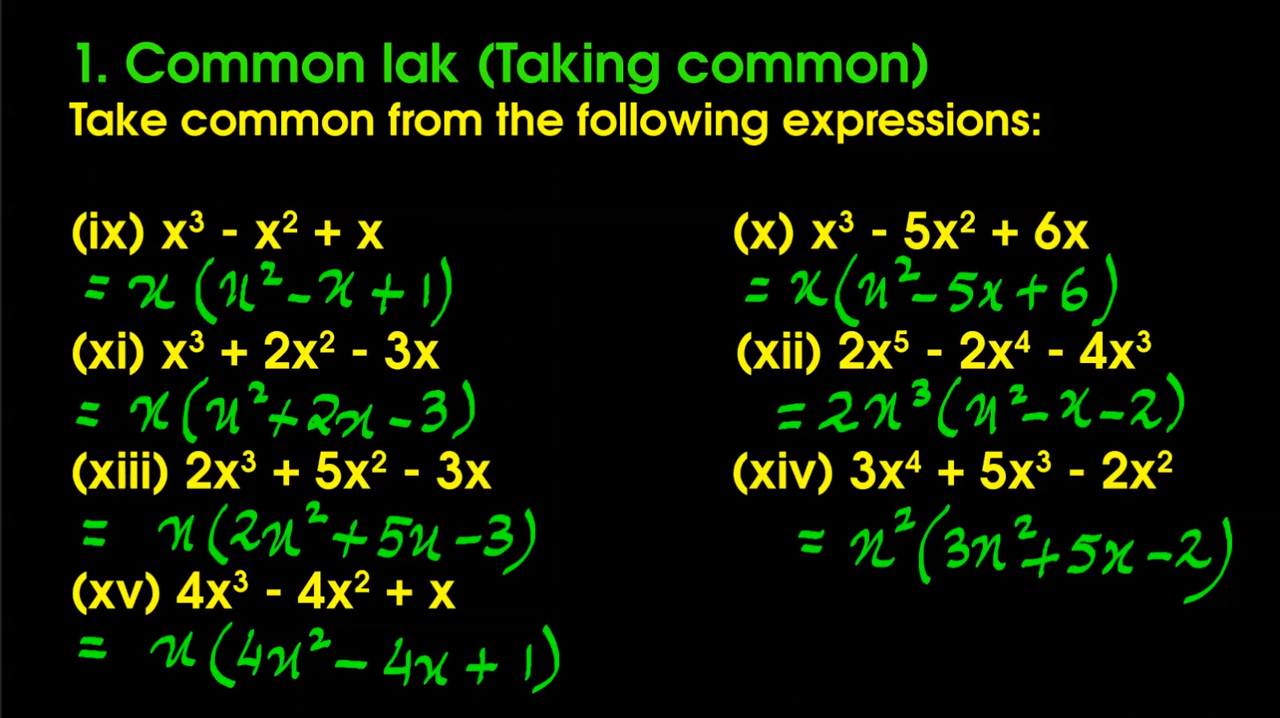 1. Common lak (Taking common)
Take common from the following expressions:
(ix) x³ - x² + x
(x) x³ - 5x² + 6x
= x(x² - x + 1)
= x(x² - 5x + 6)
(xi) x³ + 2x² - 3x
(xii) 2x⁵ - 2x⁴ - 4x³
= x(x² + 2x - 3)
= 2x³(x² - x - 2)
(xiii) 2x³ + 5x² - 3x
(xiv) 3x⁴ + 5x³ - 2x²
= x(2x² + 5x - 3)
= x²(3x² + 5x - 2)
(xv) 4x³ - 4x² + x
= x(4x² - 4x + 1)